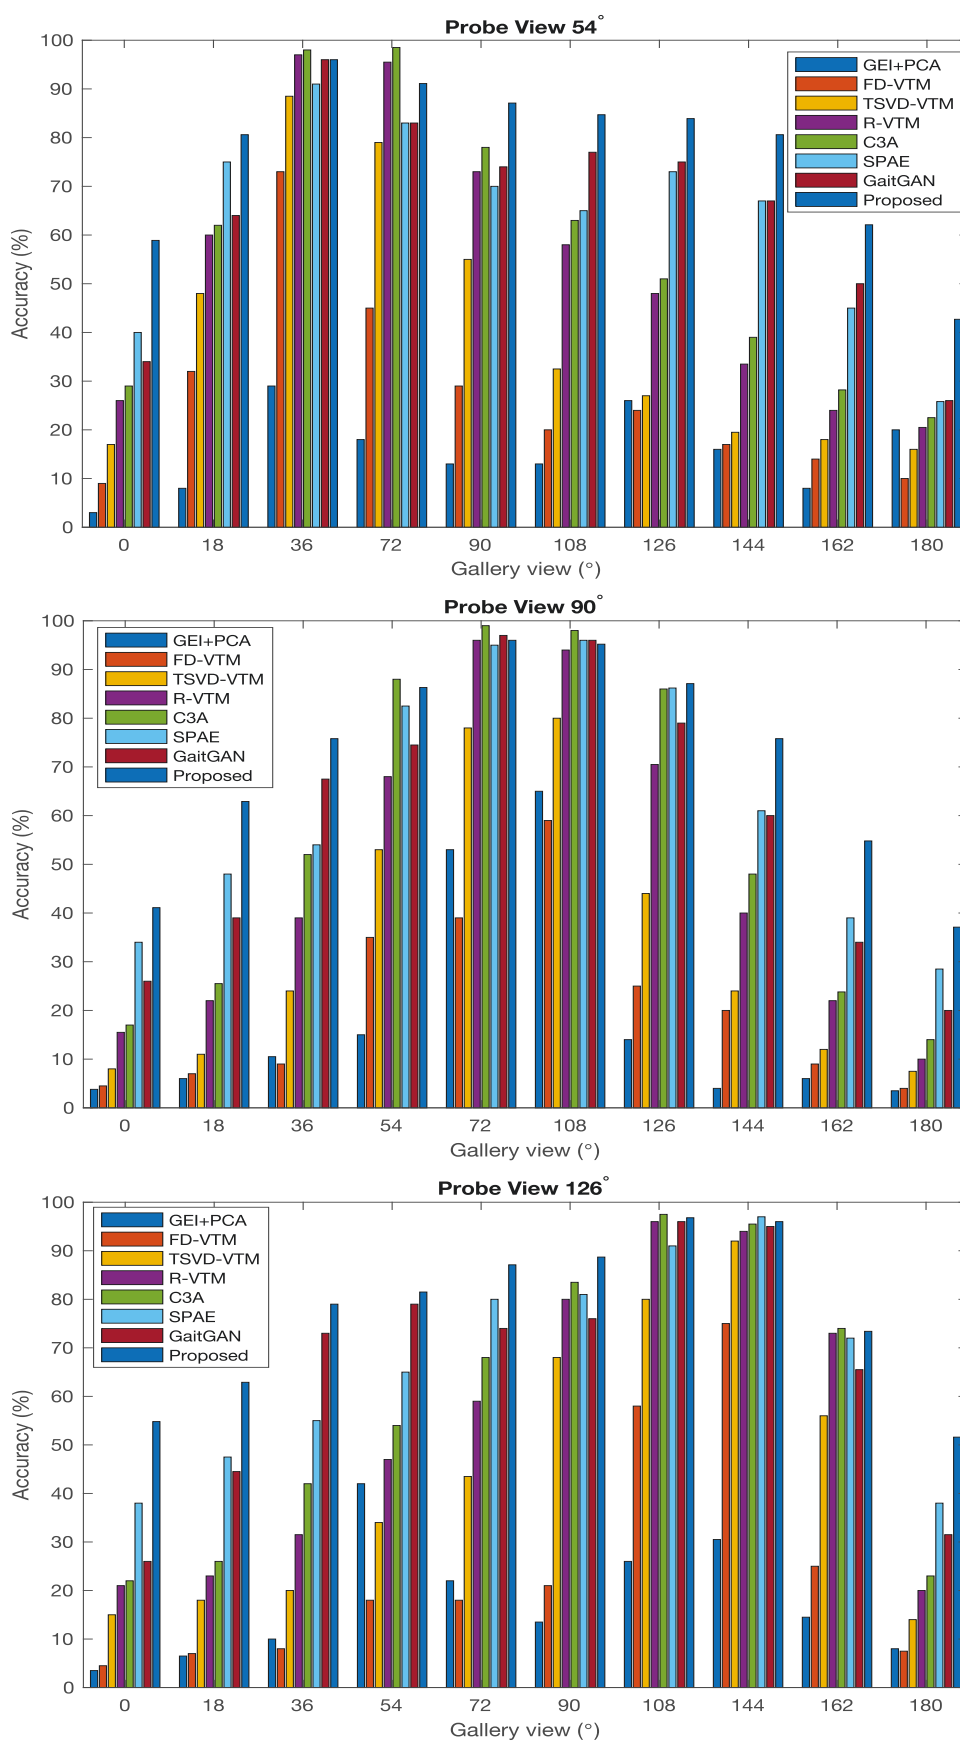 Probe View 54°
100
90
80
70
60
50
40
30
20
10
0
Accuracy (%)
GEI+PCA
FD-VTM
TSVD-VTM
R-VTM
C3A
SPAE
GaitGAN
Proposed
0 18 36 72 90 108 126 144 162 180
Gallery view (°)
Probe View 90°
100
90
80
70
60
50
40
30
20
10
0
Accuracy (%)
GEI+PCA
FD-VTM
TSVD-VTM
R-VTM
C3A
SPAE
GaitGAN
Proposed
0 18 36 54 72 108 126 144 162 180
Gallery view (°)
Probe View 126°
100
90
80
70
60
50
40
30
20
10
0
Accuracy (%)
GEI+PCA
FD-VTM
TSVD-VTM
R-VTM
C3A
SPAE
GaitGAN
Proposed
0 18 36 54 72 90 108 144 162 180
Gallery view (°)